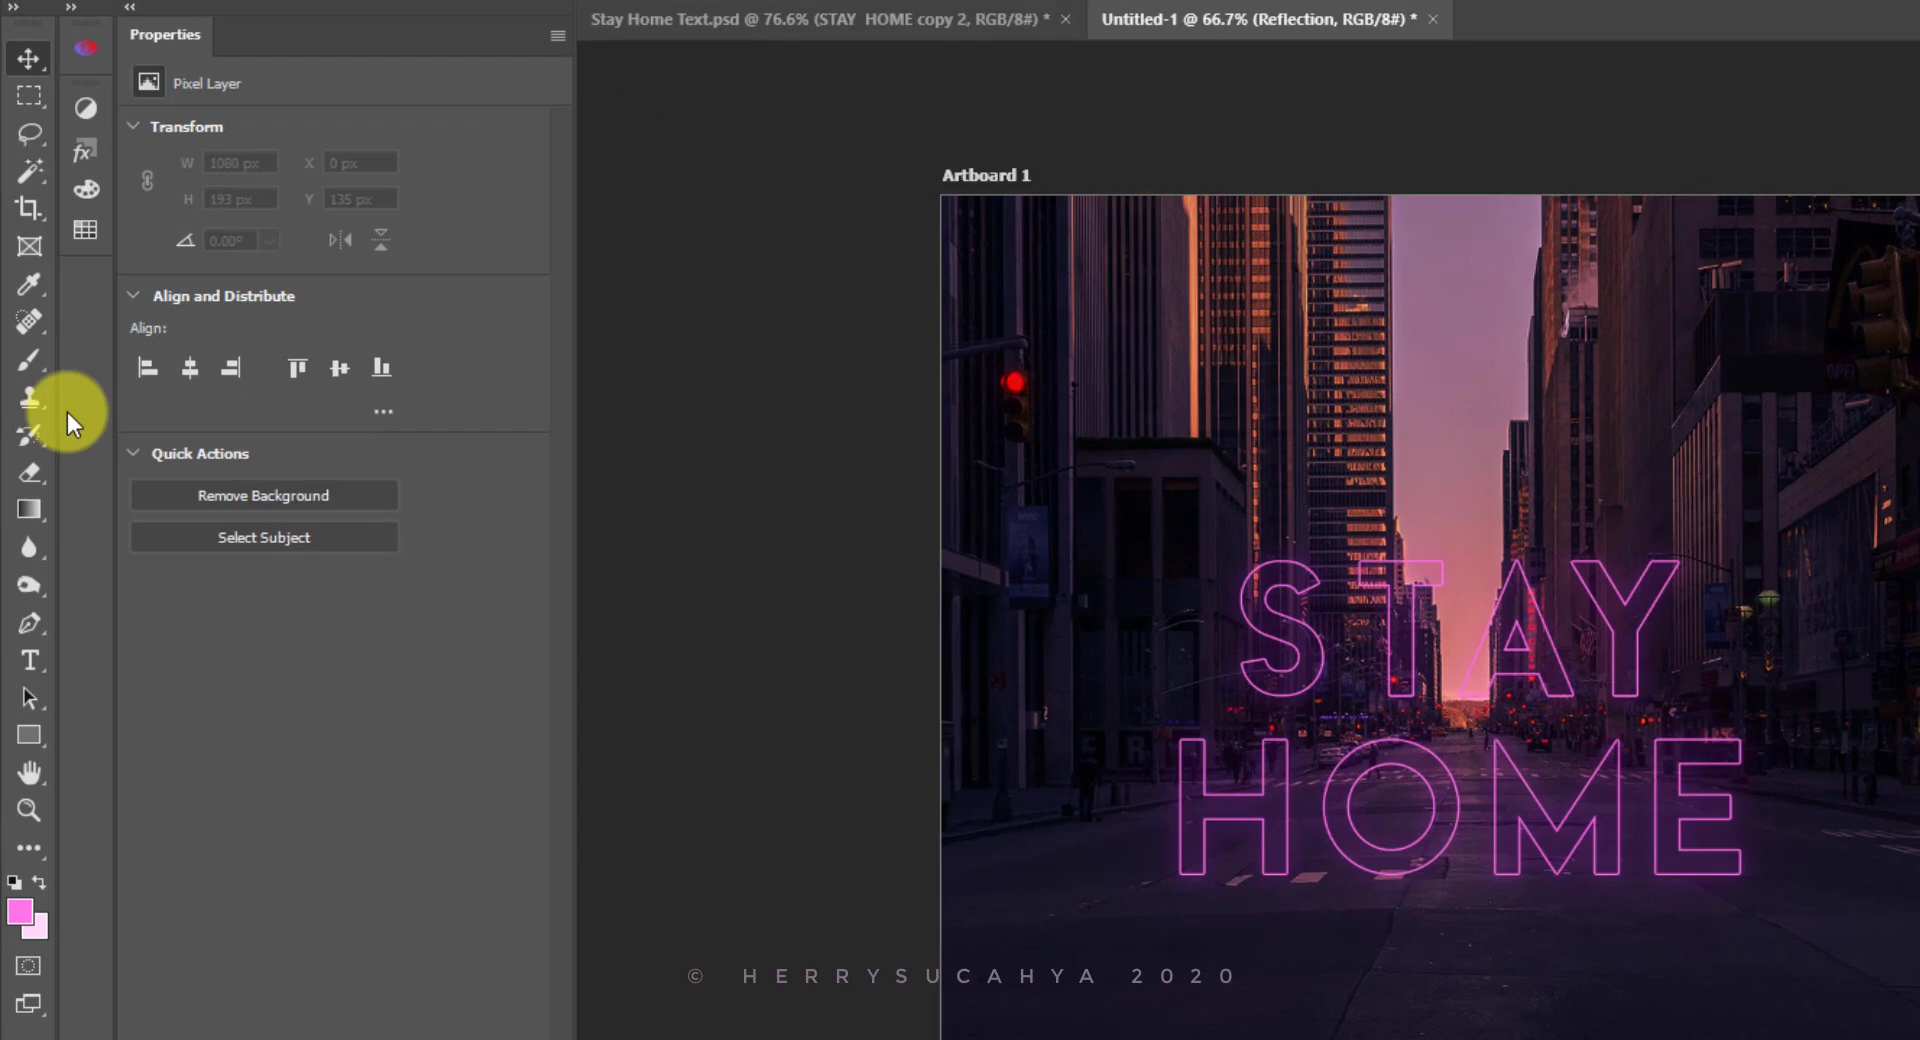 Stay Home Text.psd @ 76.6% (STAY HOME copy 2, RGB/8#) * ×
Untitled-1 @ 66.7% (Reflection, RGB/8#) * ×
Properties
Pixel Layer
Transform
W 1080 px X 0 px
H 193 px Y 135 px
0.00°
Align and Distribute
Align:
Quick Actions
Remove Background
Select Subject
Artboard 1
STAY
HOME
© HERRYSUCAHYA 2020